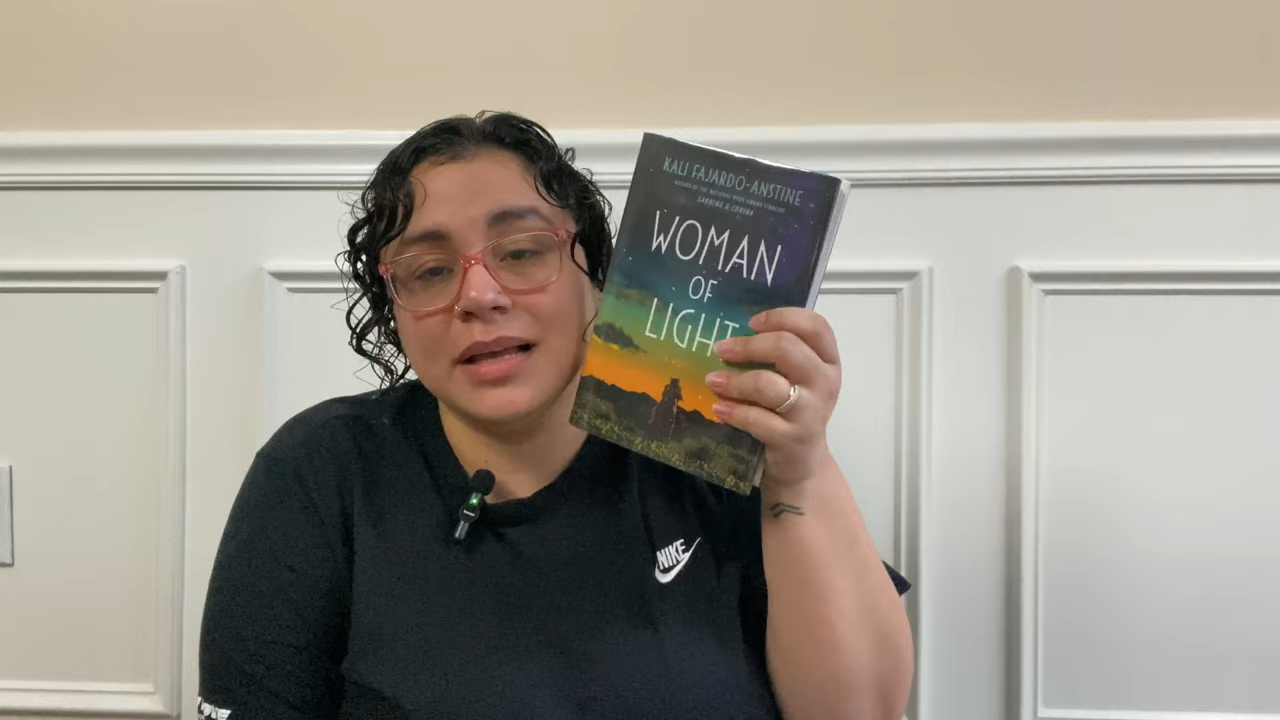 KALI FAJARDO-ANSTINE
AUTHOR OF THE NATIONAL BOOK AWARD FINALIST
SABRINA & CORINA
WOMAN
OF
LIGHT
NIKE